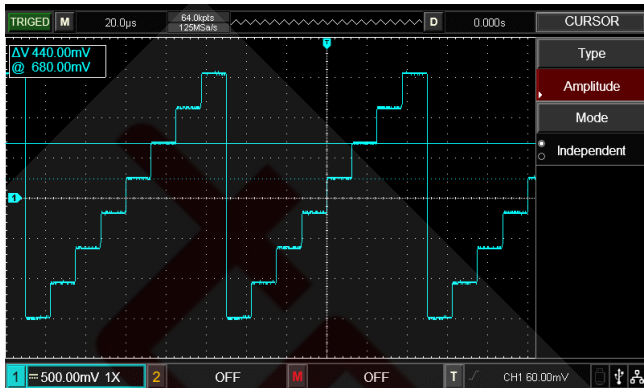 TRIGED M 20.0μs 64.0kpts D 0.000s CURSOR
125MSa/s
T
ΔV 440.00mV
@ 680.00mV
Type
Amplitude
Mode
Independent
1
1 500.00mV 1X 2 OFF M OFF T CH1 60.00mV